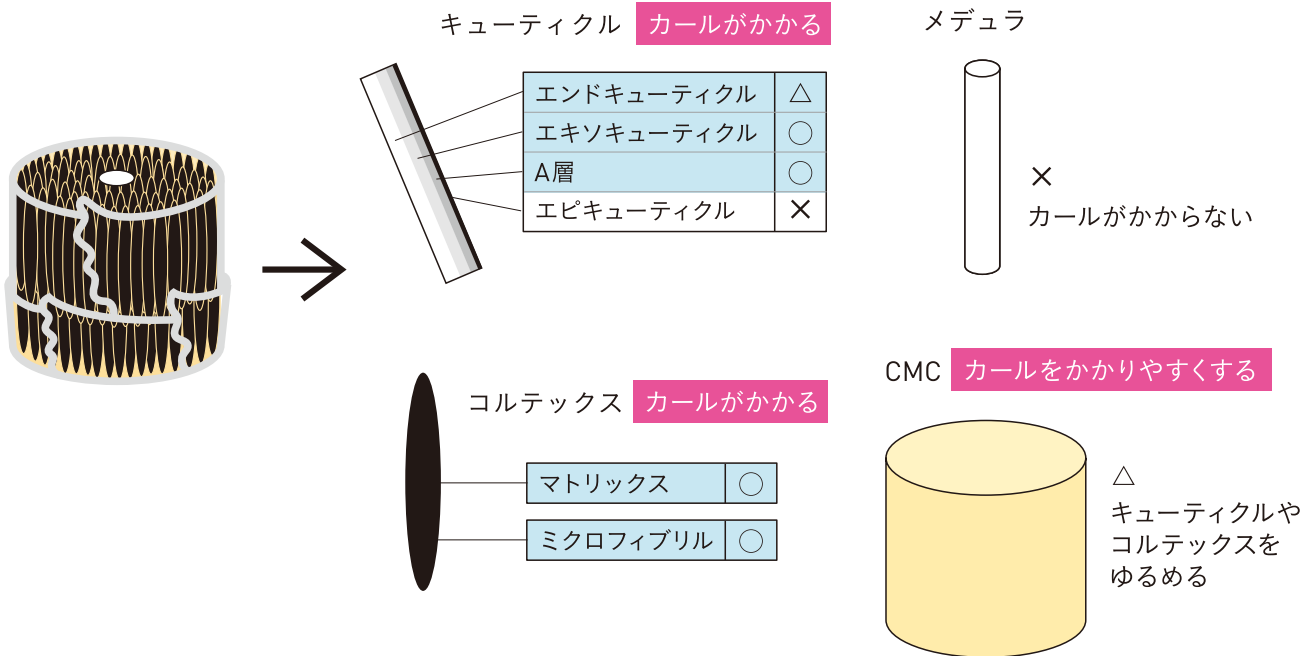 キューティクル カールがかかる
エンドキューティクル △
エキソキューティクル ○
A層 ○
エピキューティクル ×
メデュラ
×
カールがかからない
コルテックス カールがかかる
マトリックス ○
ミクロフィブリル ○
CMC カールをかかりやすくする
△
キューティクルや
コルテックスを
ゆるめる